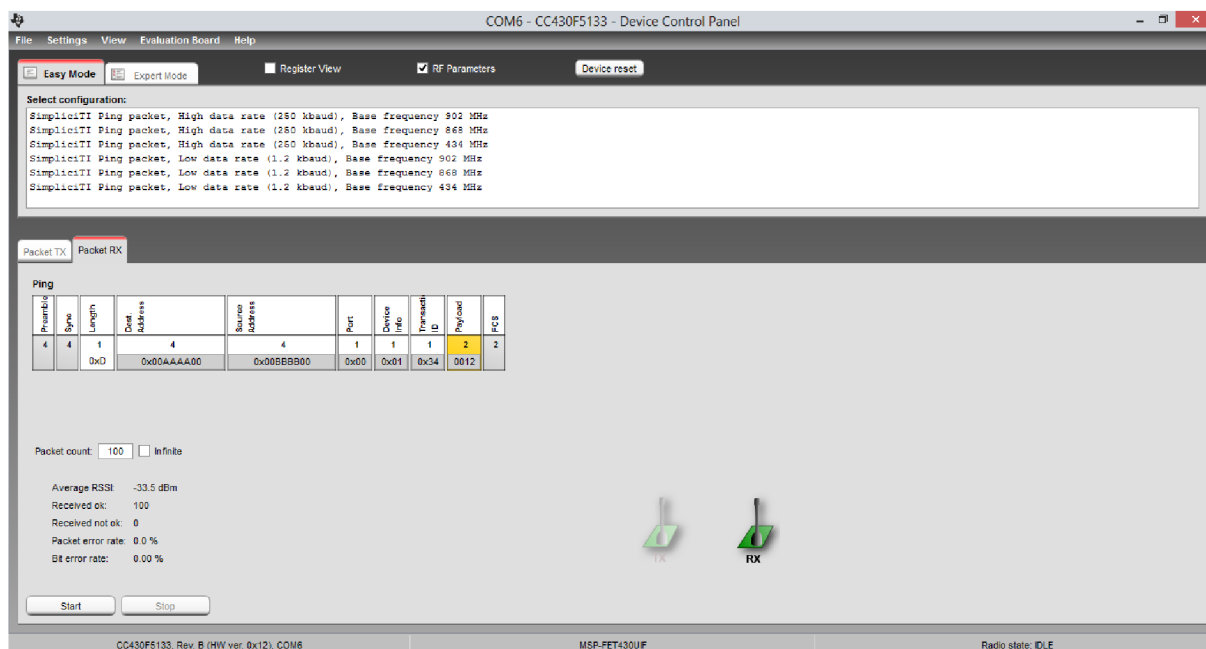 COM6 - CC430F5133 - Device Control Panel
File Settings View Evaluation Board Help
Easy Mode Expert Mode Register View RF Parameters Device reset
Select configuration:
SimpliciTI Ping packet, High data rate (250 kbaud), Base frequency 902 MHz
SimpliciTI Ping packet, High data rate (250 kbaud), Base frequency 868 MHz
SimpliciTI Ping packet, High data rate (250 kbaud), Base frequency 434 MHz
SimpliciTI Ping packet, Low data rate (1.2 kbaud), Base frequency 902 MHz
SimpliciTI Ping packet, Low data rate (1.2 kbaud), Base frequency 868 MHz
SimpliciTI Ping packet, Low data rate (1.2 kbaud), Base frequency 434 MHz
Packet TX Packet RX
Ping
Preamble Sync Length Dest. Address Source Address Port Device Info Transacti ID Payload FCS
4 4 1 4 4 1 1 1 2 2
0xD 0x00AAAA00 0x00BBBB00 0x00 0x01 0x34 0012
Packet count: 100 Infinite
Average RSSI: -33.5 dBm
Received ok: 100
Received not ok: 0
Packet error rate: 0.0 %
Bit error rate: 0.00 %
TX RX
Start Stop
CC430F5133, Rev. B (HW ver. 0x12), COM6 MSP-FET430UIF Radio state: IDLE